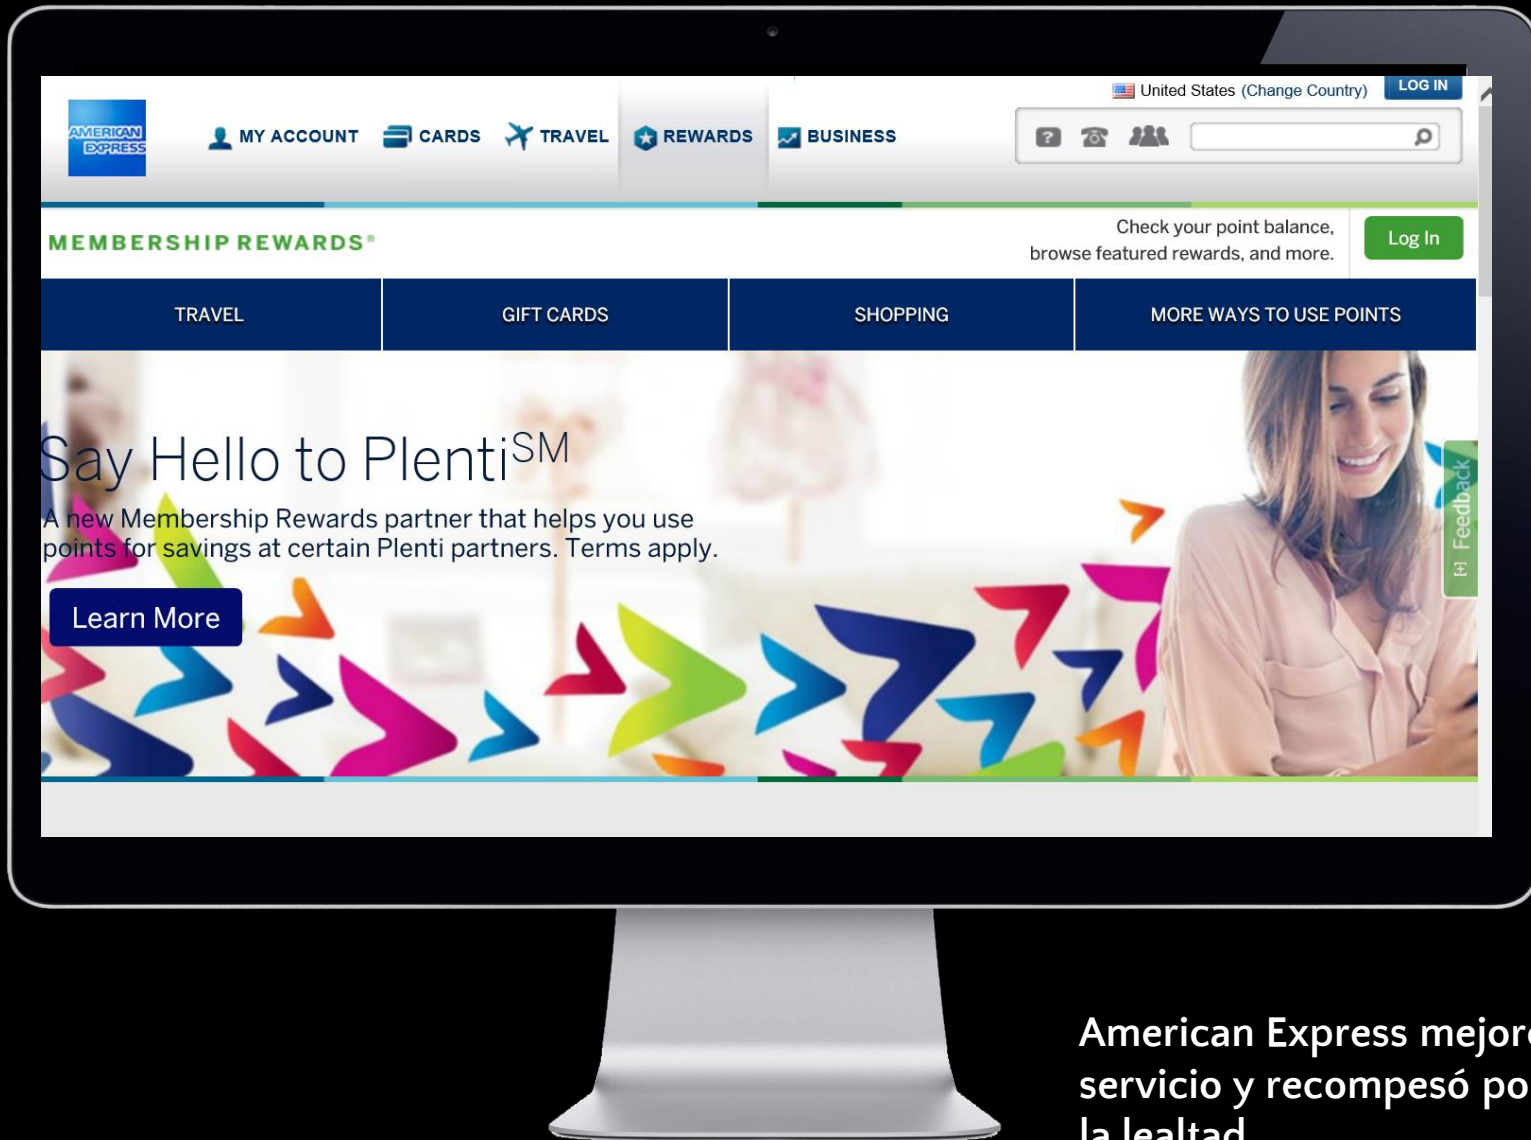 United States (Change Country)
LOG IN
AMERICAN
EXPRESS
MY ACCOUNT
CARDS
TRAVEL
REWARDS
BUSINESS
?
MEMBERSHIP REWARDS®
Check your point balance,
browse featured rewards, and more.
Log In
TRAVEL
GIFT CARDS
SHOPPING
MORE WAYS TO USE POINTS
Say Hello to Plenti℠
A new Membership Rewards partner that helps you use
points for savings at certain Plenti partners. Terms apply.
Learn More
[+] Feedback
American Express
servicio y recompesó
la lealtad